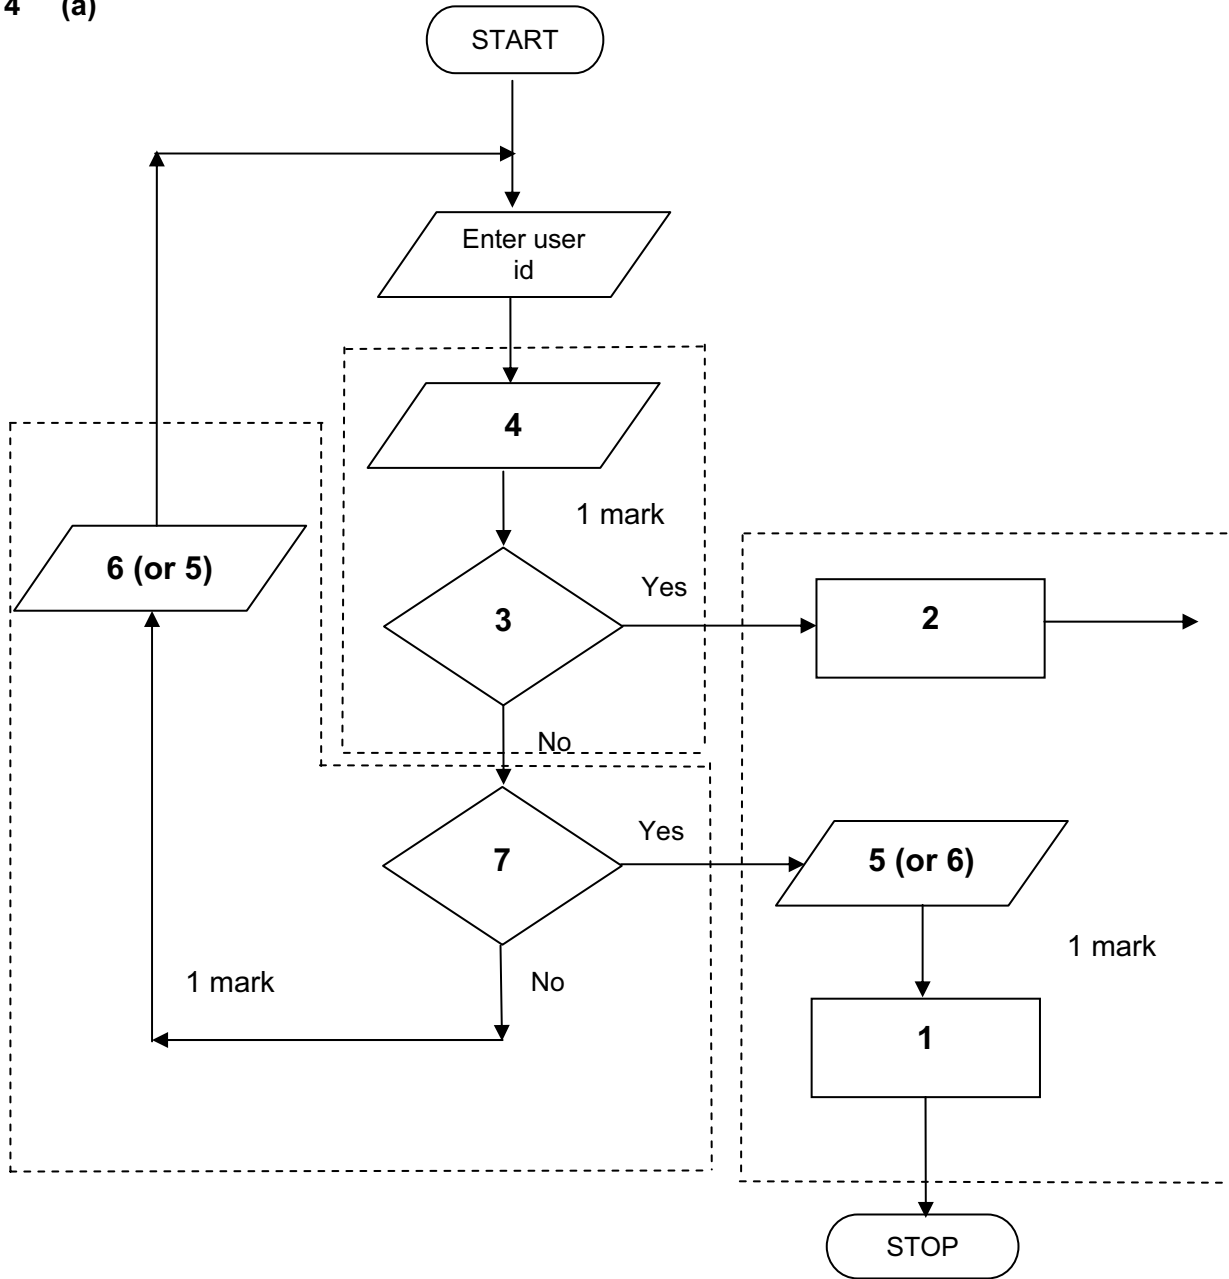 4 (a)
START
Enter user
id
4
1 mark
6 (or 5)
Yes
3
2
No
Yes
7
5 (or 6)
1 mark
1 mark
No
1
STOP